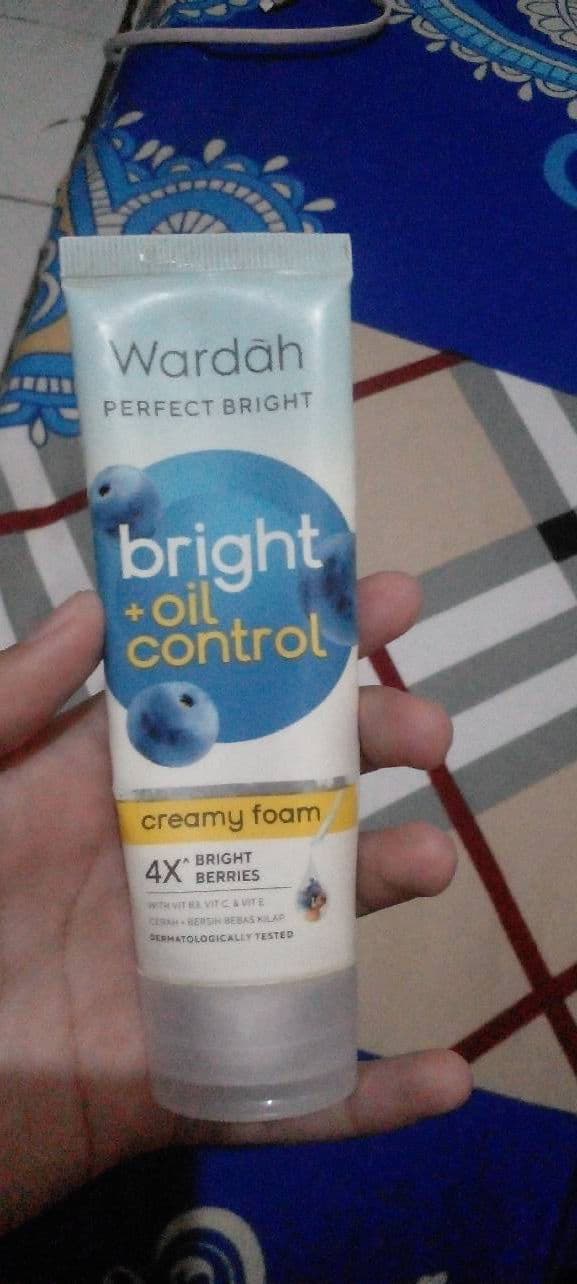 Wardāh
PERFECT BRIGHT
bright
+oil
control
creamy foam
4X^ BRIGHT
BERRIES
WITH VIT B3, VIT C, & VIT E
CERAH + BERSIH BEBAS KILAP
DERMATOLOGICALLY TESTED